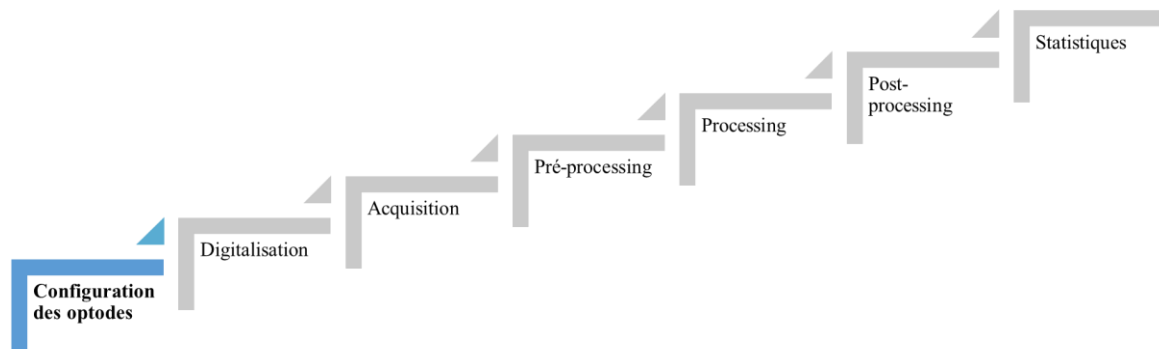 Configuration
des optodes
Digitalisation
Acquisition
Pré-processing
Processing
Post-
processing
Statistiques